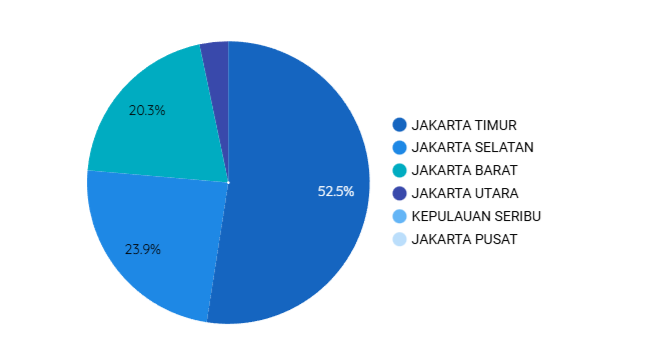 20.3%
52.5%
23.9%
JAKARTA TIMUR
JAKARTA SELATAN
JAKARTA BARAT
JAKARTA UTARA
KEPULAUAN SERIBU
JAKARTA PUSAT